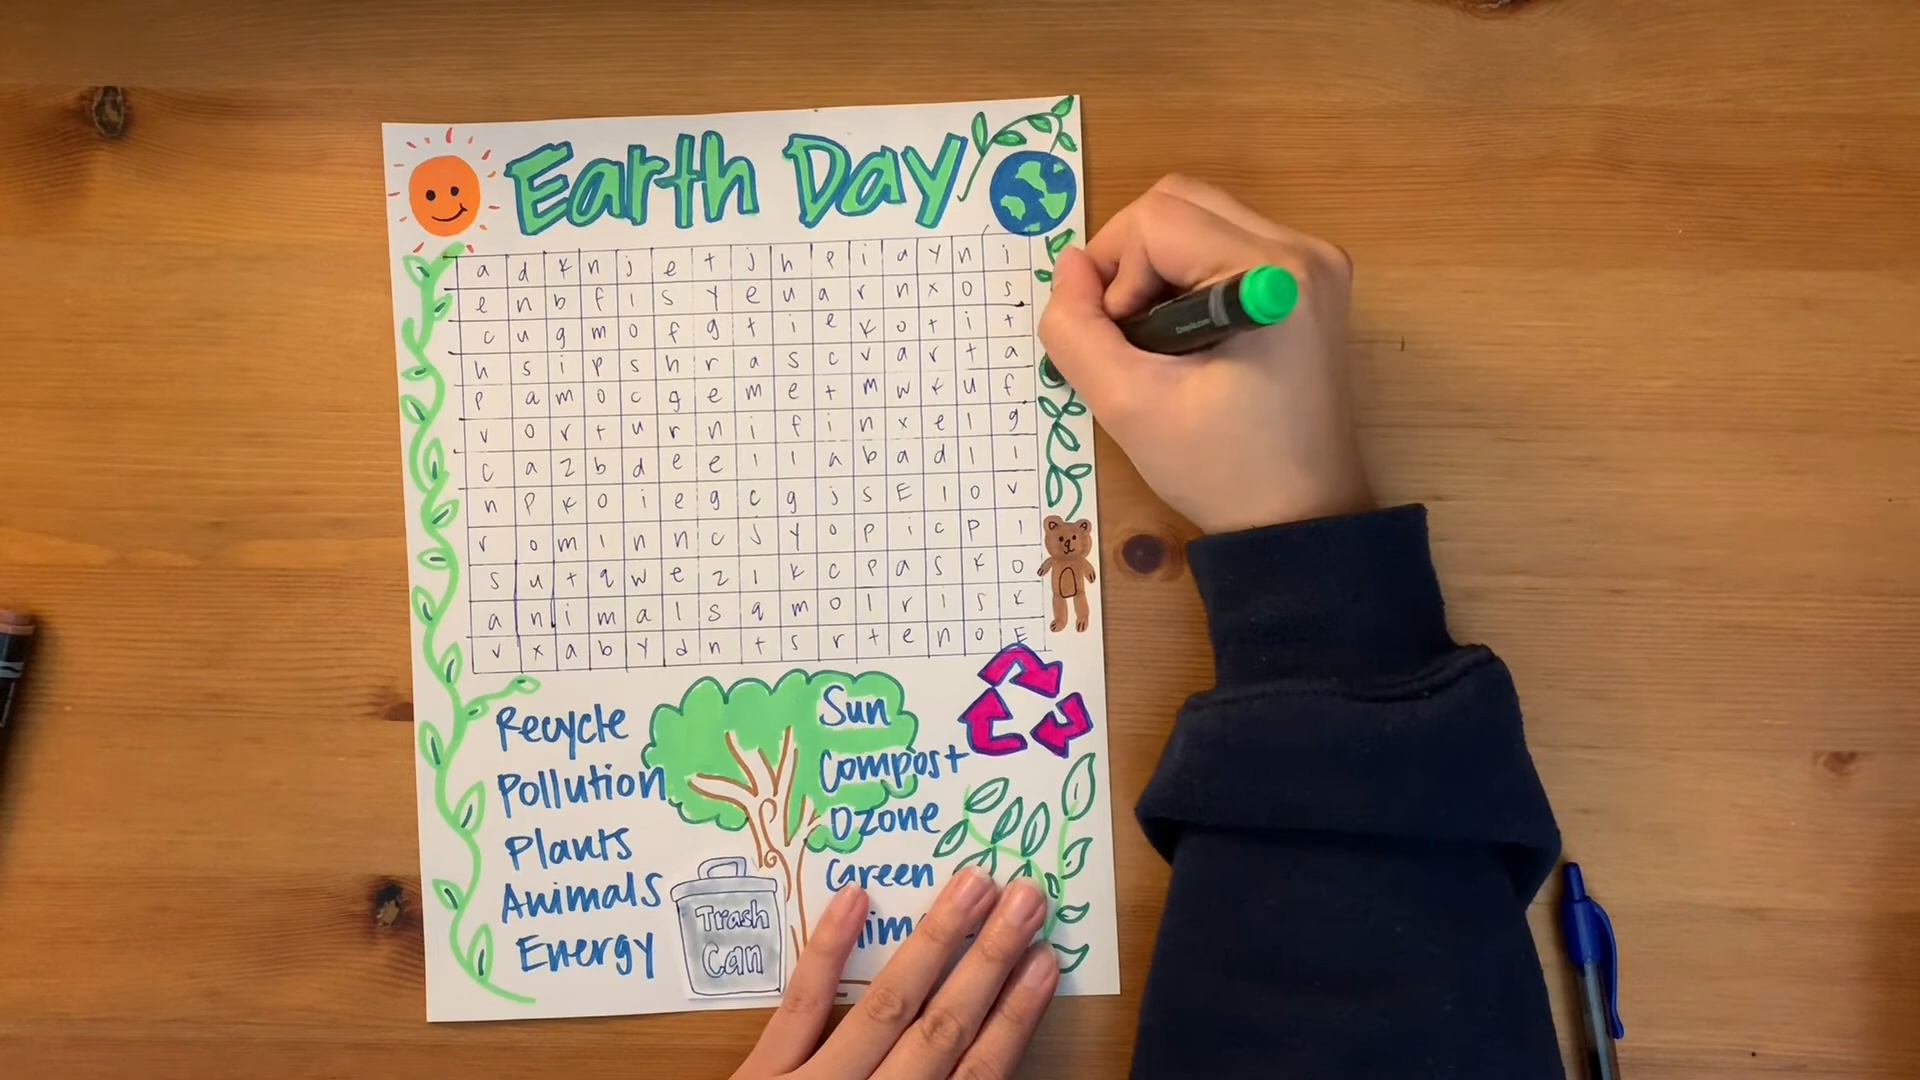 Earth Day
a d k n j e t j h p i a y n i
e n b f i s y e u a r n x o s
c u g m o f g t i e k o t i t
h s i p s h r a s c v a r t a
p a m o c g e m e t m w k u f
v o r t u r n i f i n x e l g
c a z b d e e l l a b a d l l
n p k o i e g c g j s E l o v
r o m l n n c j y o p i c p l
s u t q w e z l k c p a s k o
a n i m a l s q m o l r l s k
v x a b y d n t s r t e n o E
Recycle Sun
Pollution Compost
Plants Ozone
Animals Green
Energy
Trash
Can